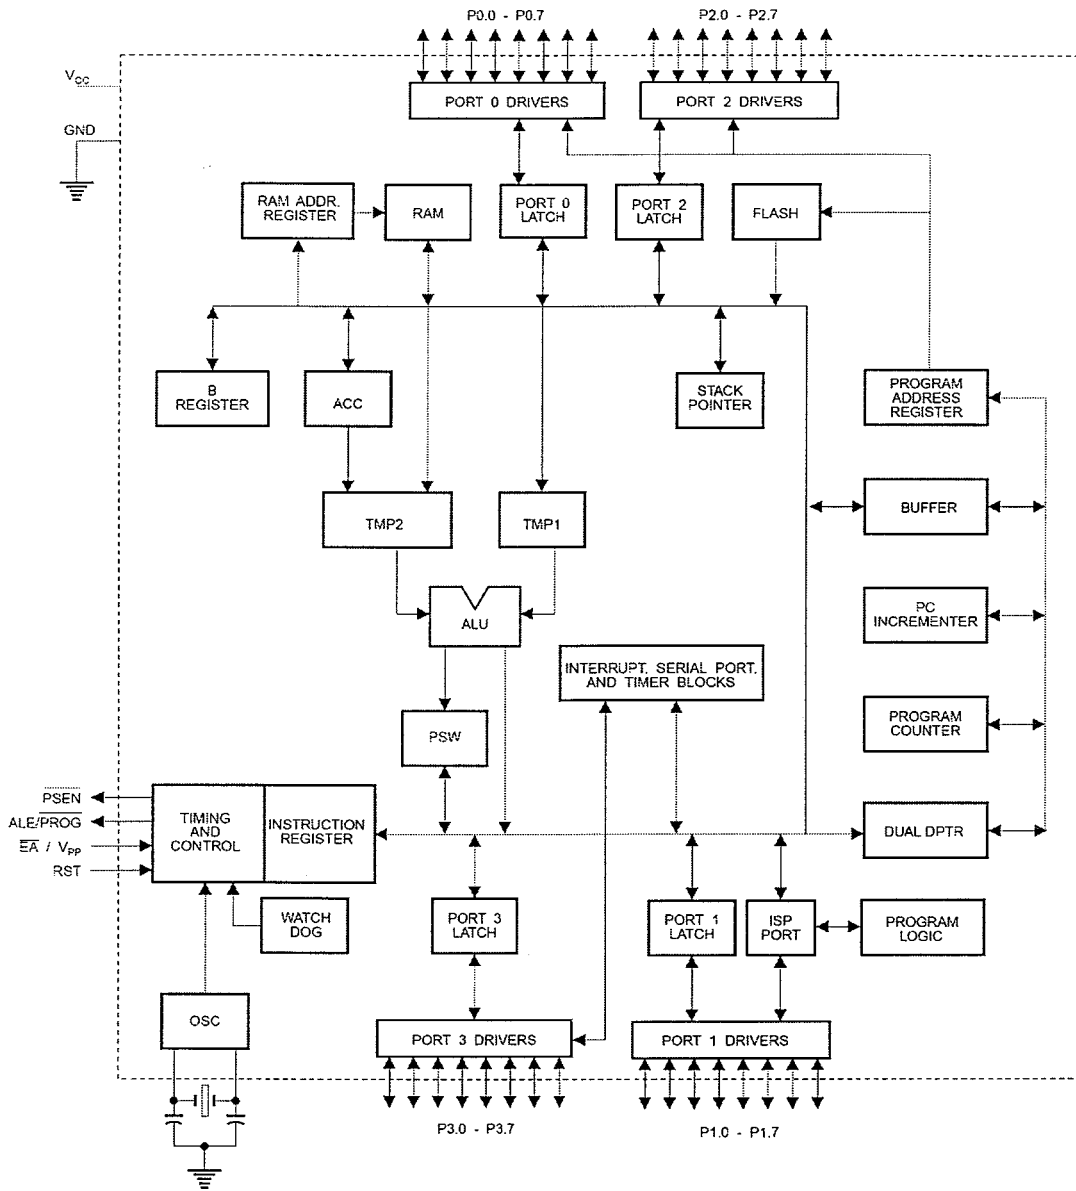 P0.0 - P0.7
P2.0 - P2.7
VCC
GND
PORT 0 DRIVERS
PORT 2 DRIVERS
RAM ADDR.
REGISTER
RAM
PORT 0
LATCH
PORT 2
LATCH
FLASH
B
REGISTER
ACC
STACK
POINTER
PROGRAM
ADDRESS
REGISTER
TMP2
TMP1
BUFFER
ALU
PC
INCREMENTER
INTERRUPT, SERIAL PORT,
AND TIMER BLOCKS
PSW
PROGRAM
COUNTER
PSEN
ALE/PROG
EA / VPP
RST
TIMING
AND
CONTROL
INSTRUCTION
REGISTER
DUAL DPTR
WATCH
DOG
PORT 3
LATCH
PORT 1
LATCH
ISP
PORT
PROGRAM
LOGIC
OSC
PORT 3 DRIVERS
PORT 1 DRIVERS
P3.0 - P3.7
P1.0 - P1.7